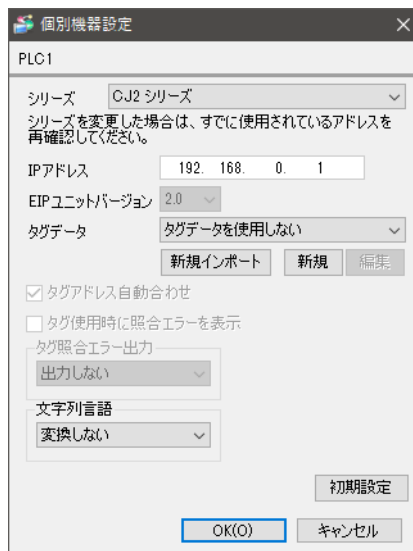 個別機器設定
PLC1
シリーズ CJ2 シリーズ
シリーズを変更した場合は、すでに使用されているアドレスを
再確認してください。
IPアドレス 192. 168. 0. 1
EIPユニットバージョン 2.0
タグデータ タグデータを使用しない
新規インポート 新規 編集
タグアドレス自動合わせ
タグ使用時に照合エラーを表示
タグ照合エラー出力
出力しない
文字列言語
変換しない
初期設定
OK(O) キャンセル